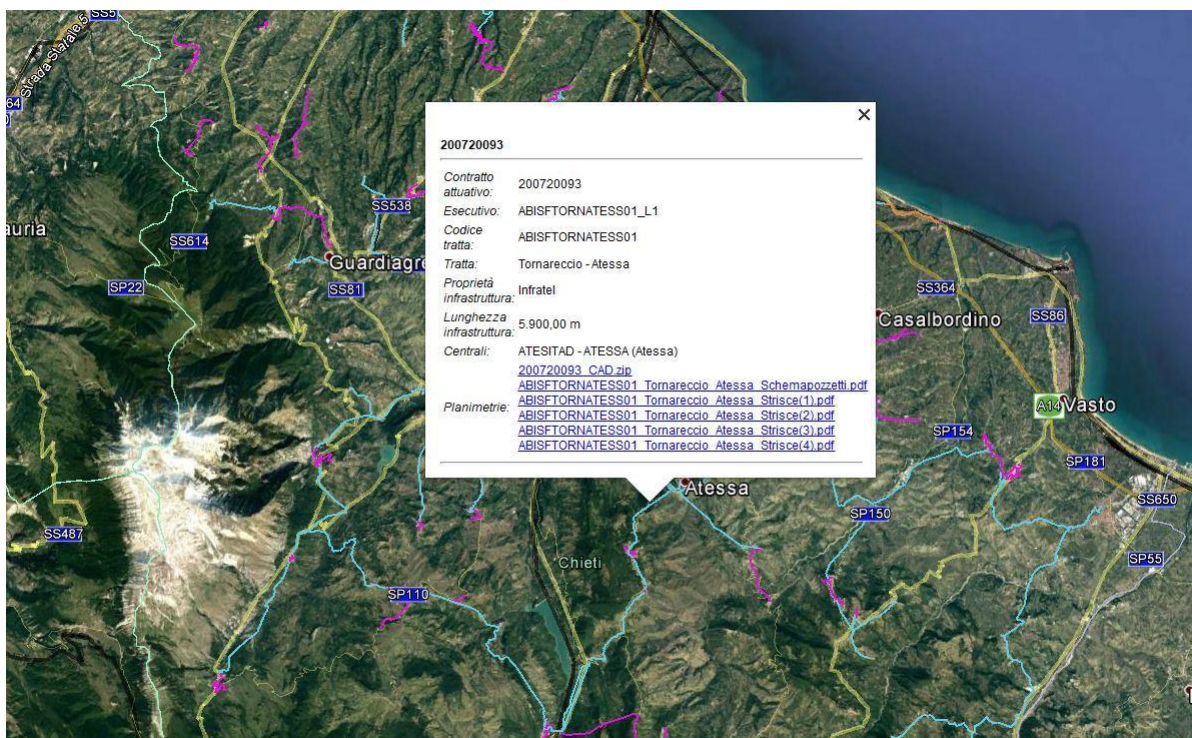 SS5
Strada Statale 5
64
200720093
Contratto attuativo: 200720093
Esecutivo: ABISFTORNATESS01_L1
Codice tratta: ABISFTORNATESS01
Tratta: Tornareccio - Atessa
Proprietà infrastruttura: Infratel
Lunghezza infrastruttura: 5.900,00 m
Centrali: ATESITAD - ATESSA (Atessa)
Planimetrie:
200720093_CAD.zip
ABISFTORNATESS01_Tornareccio_Atessa_Schemapozzetti.pdf
ABISFTORNATESS01_Tornareccio_Atessa_Strisce(1).pdf
ABISFTORNATESS01_Tornareccio_Atessa_Strisce(2).pdf
ABISFTORNATESS01_Tornareccio_Atessa_Strisce(3).pdf
ABISFTORNATESS01_Tornareccio_Atessa_Strisce(4).pdf
SS538
auria
SS614
Guardiagre
SP22
SS81
SS364
Casalbordino
SS86
A14
Vasto
SP154
SP181
Atessa
SS650
SP150
SS487
Chieti
SP55
SP110